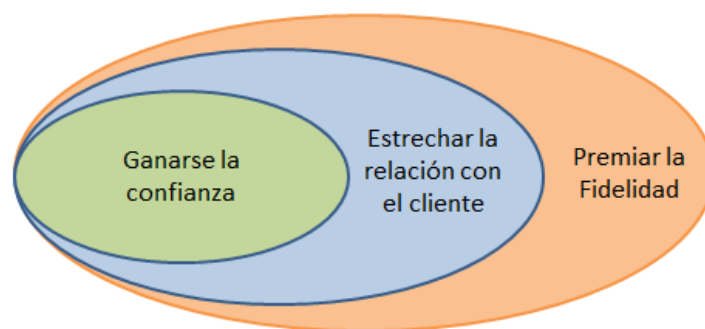 Ganarse la
confianza
Estrechar la
relación con
el cliente
Premiar la
Fidelidad